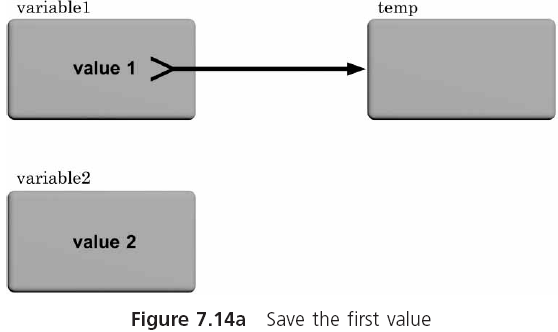 variable1
temp
value 1
variable2
value 2
Figure 7.14a Save the first value